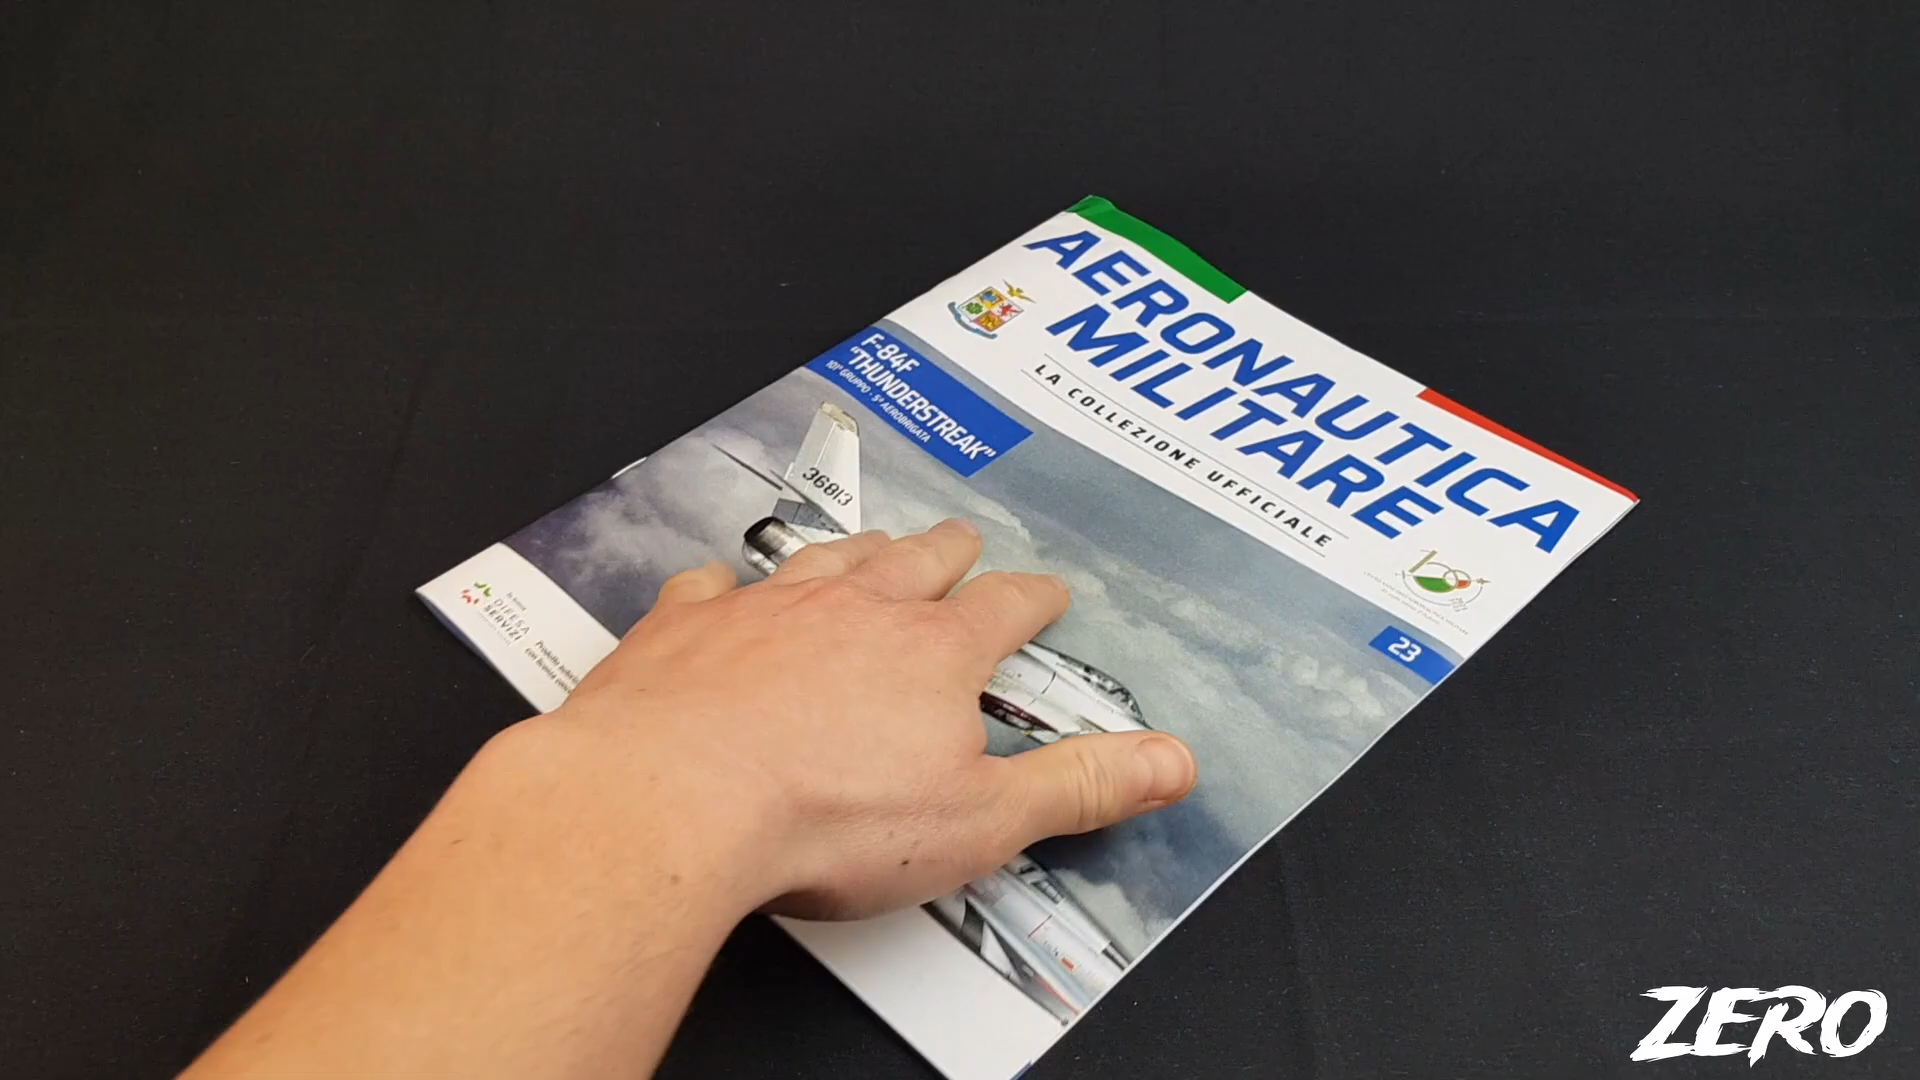 AERONAUTICA
MILITARE
LA COLLEZIONE UFFICIALE
F-84F
"THUNDERSTREAK"
101° GRUPPO - 5ª AEROBRIGATA
36813
23
DIFESA
SERVIZI
ZERO